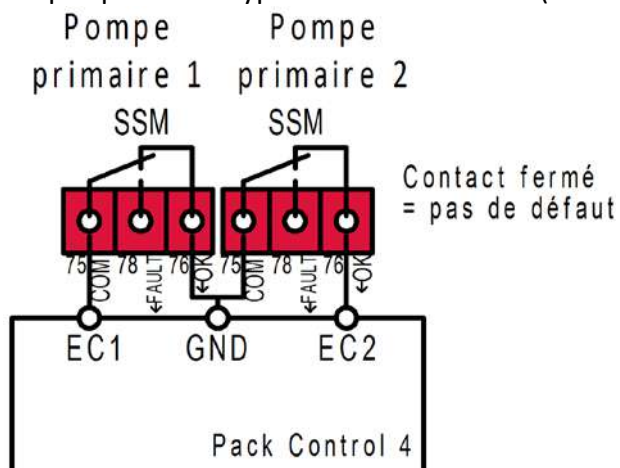 Pompe Pompe
primaire 1 primaire 2
SSM SSM
Contact fermé
= pas de défaut
75 78 76 75 78 76
COM ←FAULT ←OK COM ←FAULT ←OK
EC1 GND EC2
Pack Control 4